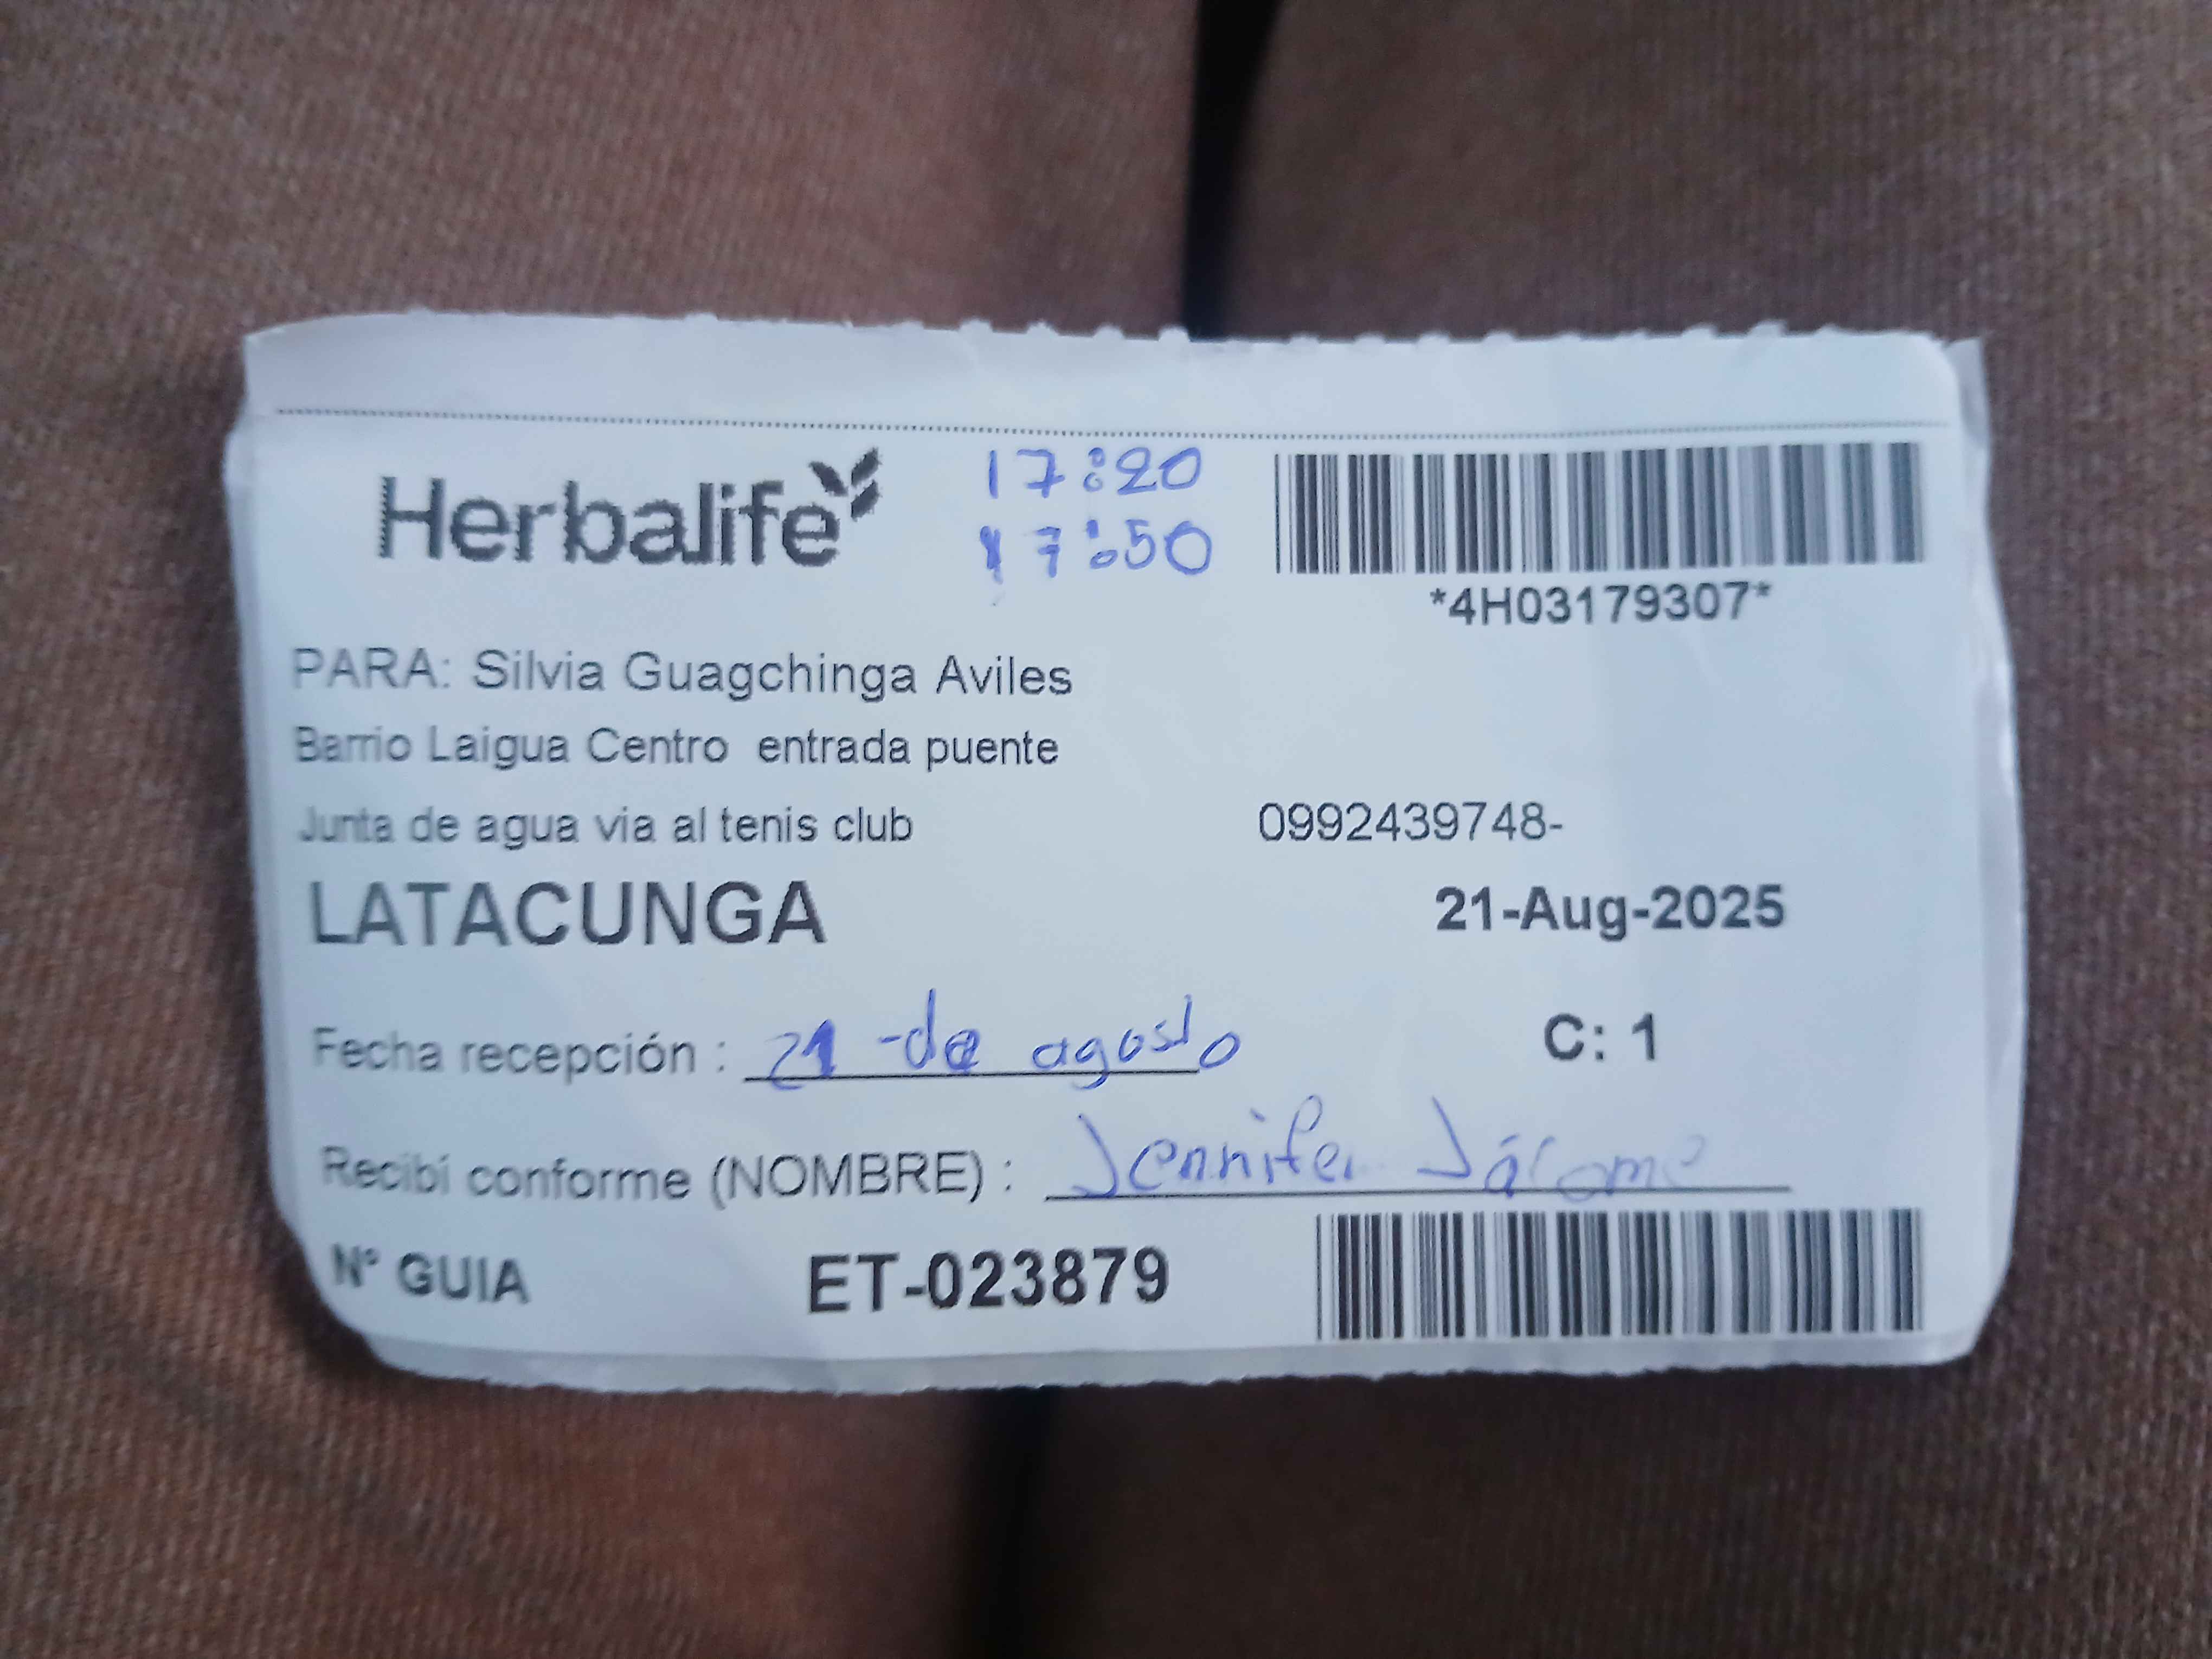 Herbalife
17:20
17:50
*4H03179307*
PARA: Silvia Guagchinga Aviles
Barrio Laigua Centro entrada puente
Junta de agua via al tenis club 0992439748-
LATACUNGA 21-Aug-2025
Fecha recepción : 21 -de agosto C: 1
Recibí conforme (NOMBRE) : Jennifer Jácome
N° GUIA ET-023879